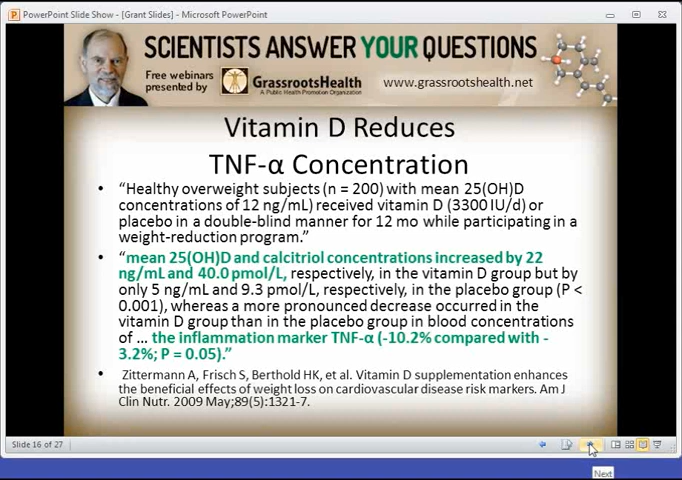 PowerPoint Slide Show - [Grant Slides] - Microsoft PowerPoint
SCIENTISTS ANSWER YOUR QUESTIONS
Free webinars
presented by
GrassrootsHealth
A Public Health Promotion Organization
www.grassrootshealth.net
Vitamin D Reduces
TNF-α Concentration
• “Healthy overweight subjects (n = 200) with mean 25(OH)D
concentrations of 12 ng/mL) received vitamin D (3300 IU/d) or
placebo in a double-blind manner for 12 mo while participating in a
weight-reduction program.”
• “mean 25(OH)D and calcitriol concentrations increased by 22
ng/mL and 40.0 pmol/L, respectively, in the vitamin D group but by
only 5 ng/mL and 9.3 pmol/L, respectively, in the placebo group (P <
0.001), whereas a more pronounced decrease occurred in the
vitamin D group than in the placebo group in blood concentrations
of ... the inflammation marker TNF-α (-10.2% compared with -
3.2%; P = 0.05).”
• Zittermann A, Frisch S, Berthold HK, et al. Vitamin D supplementation enhances
the beneficial effects of weight loss on cardiovascular disease risk markers. Am J
Clin Nutr. 2009 May;89(5):1321-7.
Slide 16 of 27
Next